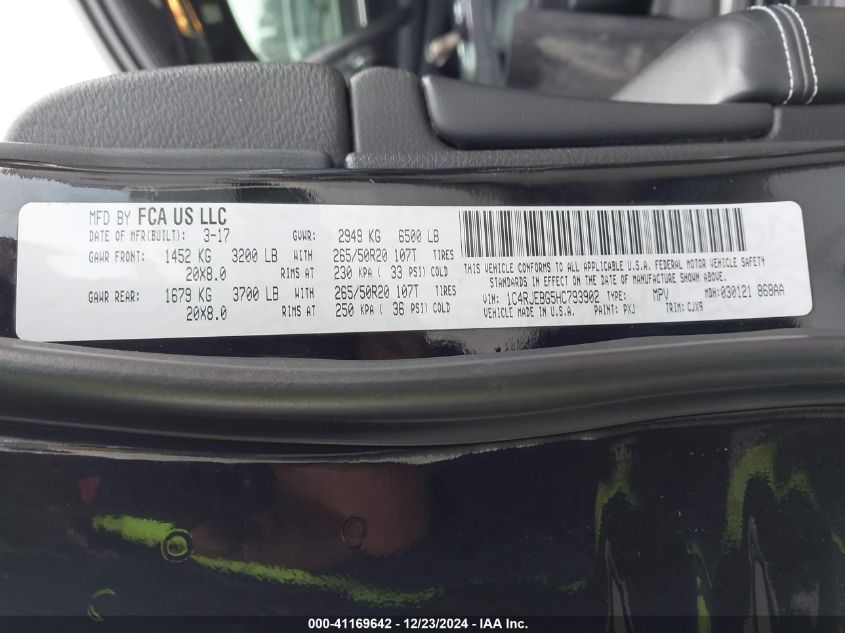 MFD BY FCA US LLC
DATE OF MFR(BUILT): 3-17 GVWR: 2949 KG 6500 LB
GAWR FRONT: 1452 KG 3200 LB WITH 265/50R20 107T TIRES
20X8.0 RIMS AT 230 KPA ( 33 PSI) COLD
GAWR REAR: 1679 KG 3700 LB WITH 265/50R20 107T TIRES
20X8.0 RIMS AT 250 KPA ( 36 PSI) COLD
THIS VEHICLE CONFORMS TO ALL APPLICABLE U.S.A. FEDERAL MOTOR VEHICLE SAFETY
STANDARDS IN EFFECT ON THE DATE OF MANUFACTURE SHOWN ABOVE.
VIN: 1C4RJEBG5HC793902 TYPE: MPV MDH: 030121 868AA
MADE IN U.S.A. PAINT: PXJ TRIM: CJX9
000-41169642 - 12/23/2024 - IAA Inc.